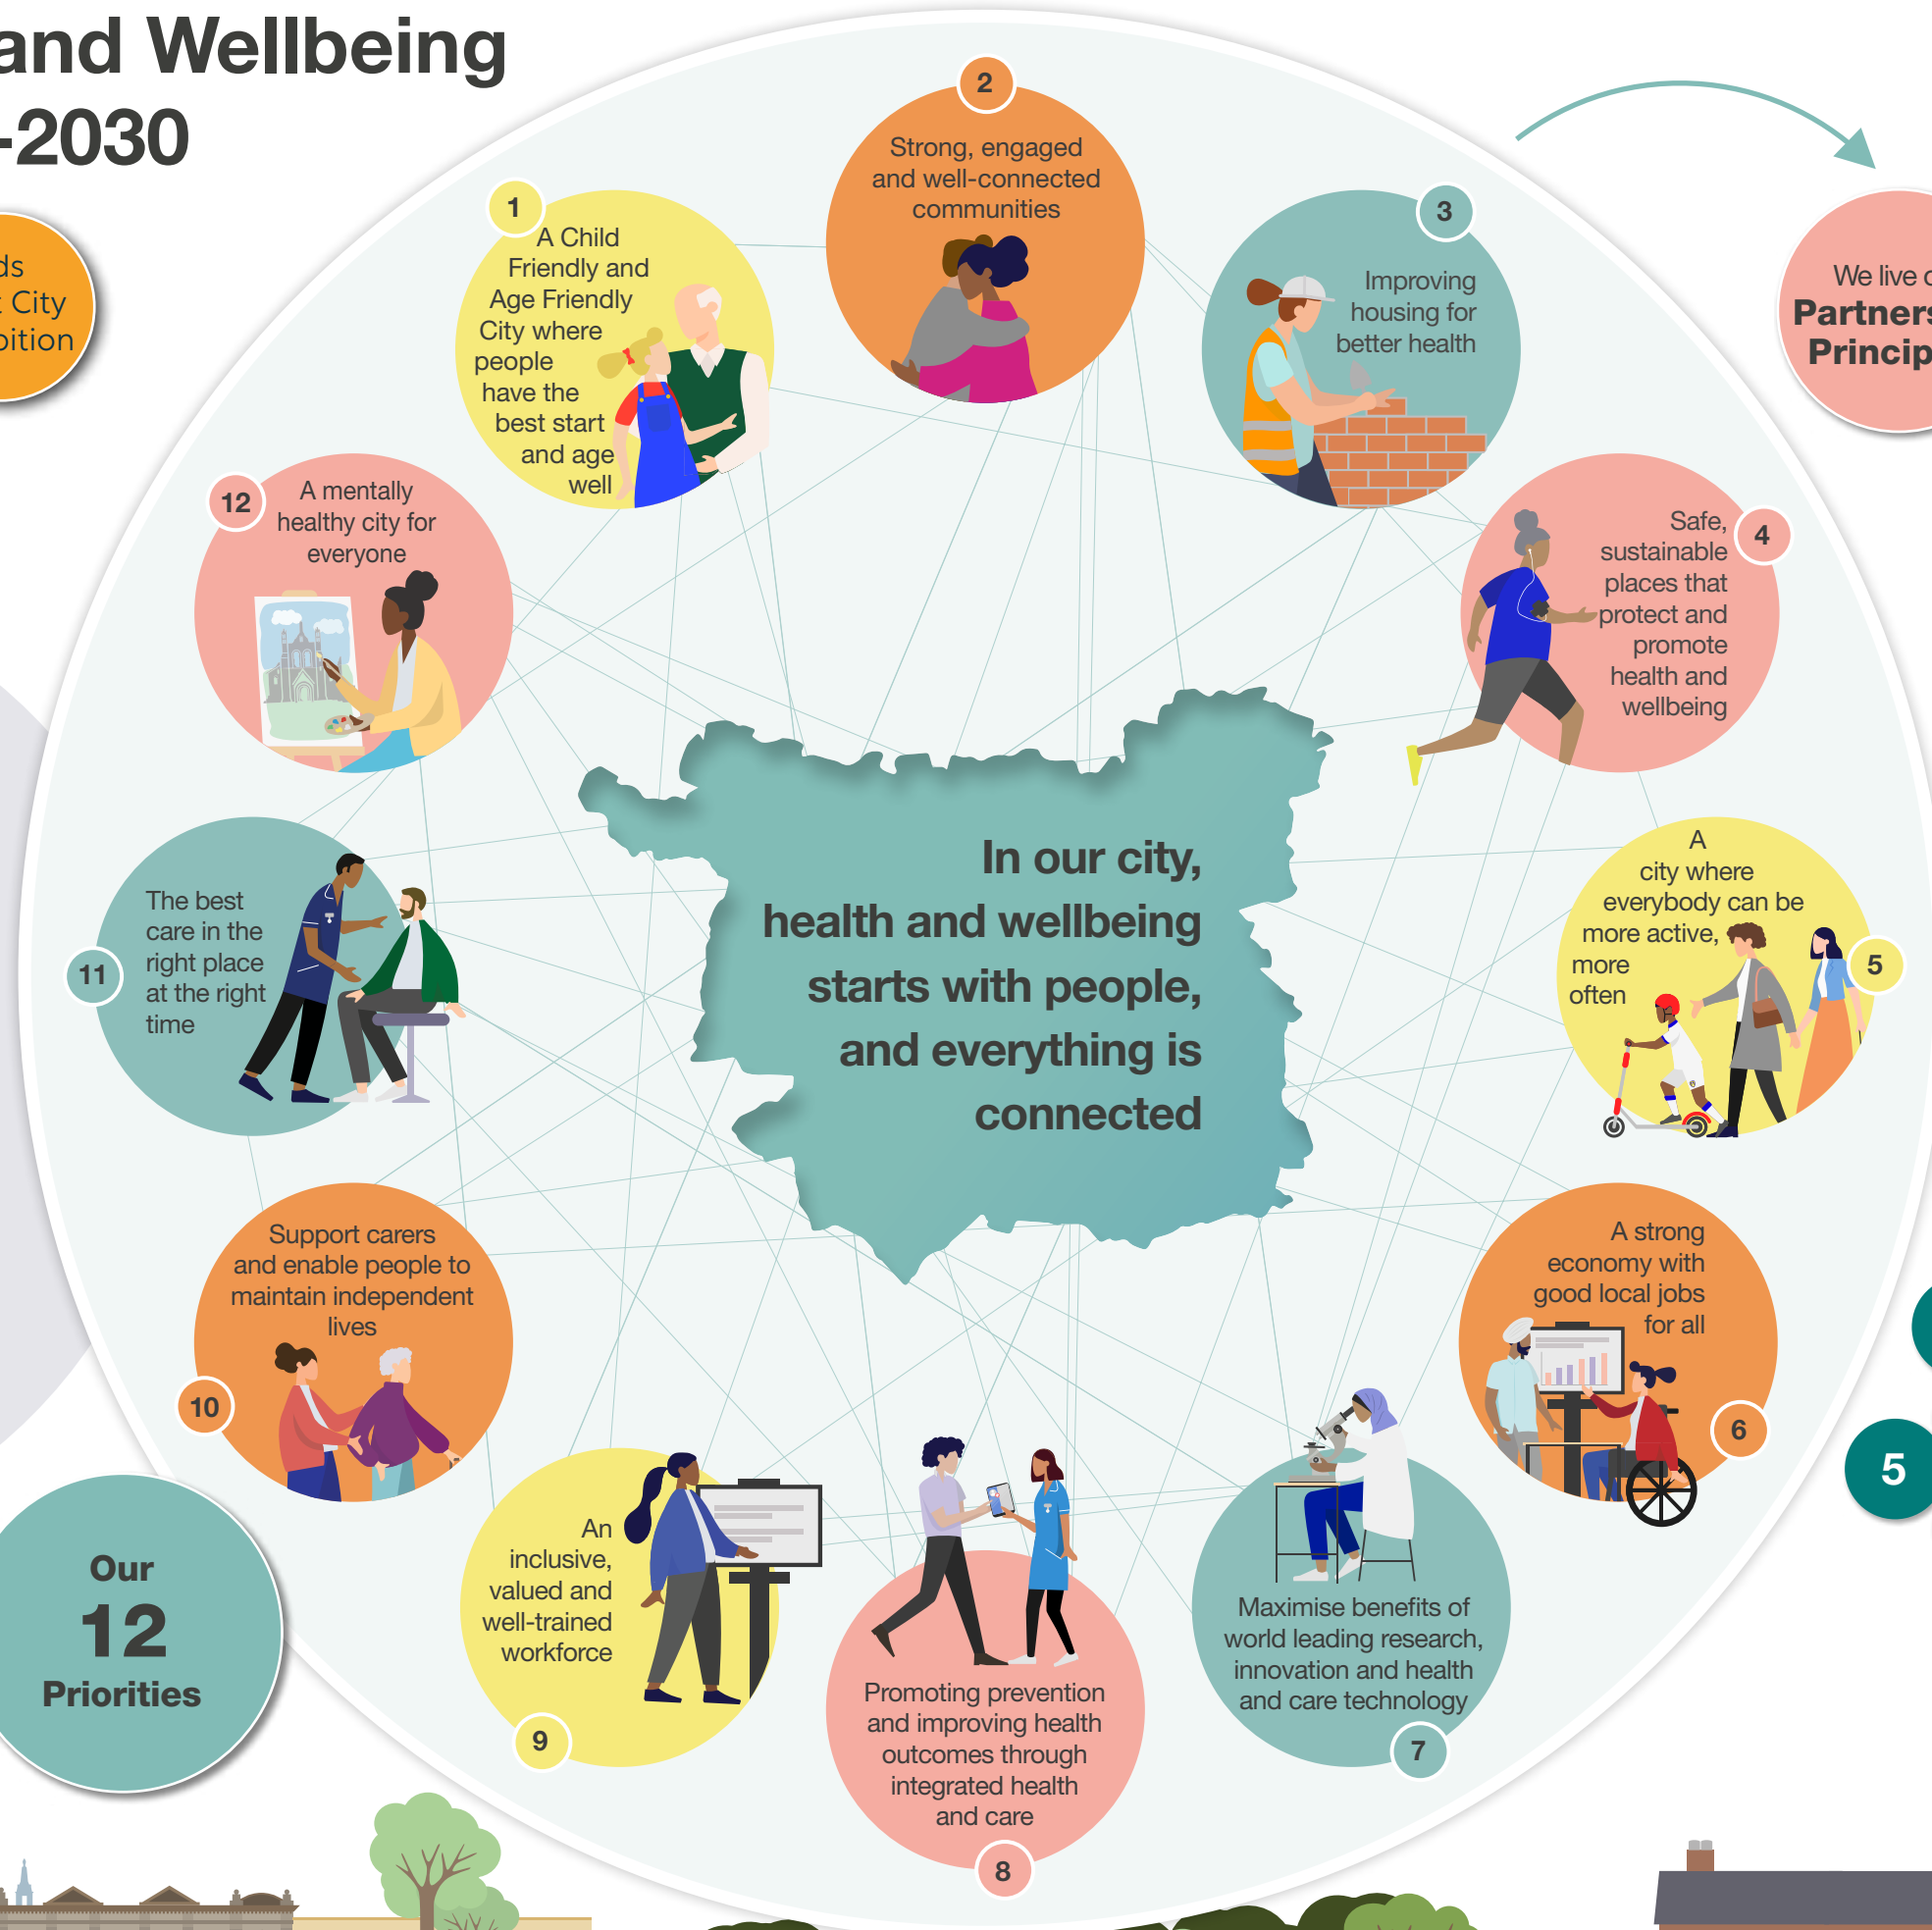 and Wellbeing
-2030
City
We live
2
Strong, engaged
and well-connected
communities
1
A Child
Friendly and
Age Friendly
City where
people
have the
best start
and age
well
3
Improving
housing for
better health
12
A mentally
healthy city for
everyone
4
Safe,
sustainable
places that
protect and
promote
health and
wellbeing
In our city,
health and wellbeing
starts with people,
and everything is
connected
11
The best
care in the
right place
at the right
time
5
A
city where
everybody can be
more active,
more
often
10
Support carers
and enable people to
maintain independent
lives
6
A strong
economy with
good local jobs
for all
5
Our
12
Priorities
9
An
inclusive,
valued and
well-trained
workforce
8
Promoting prevention
and improving health
outcomes through
integrated health
and care
7
Maximise benefits of
world leading research,
innovation and health
and care technology